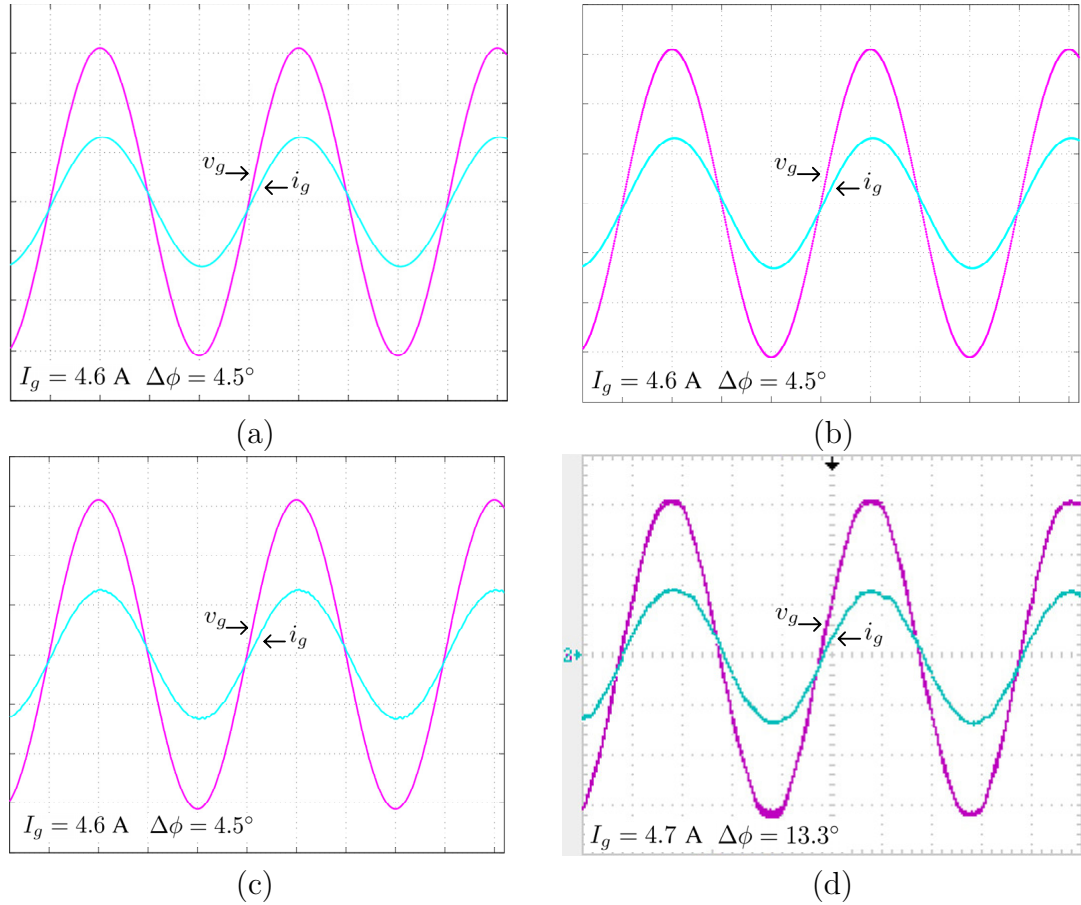 v_g → ← i_g
I_g = 4.6 A Δϕ = 4.5°
(a)
v_g → ← i_g
I_g = 4.6 A Δϕ = 4.5°
(b)
v_g → ← i_g
I_g = 4.6 A Δϕ = 4.5°
(c)
v_g → ← i_g
I_g = 4.7 A Δϕ = 13.3°
(d)